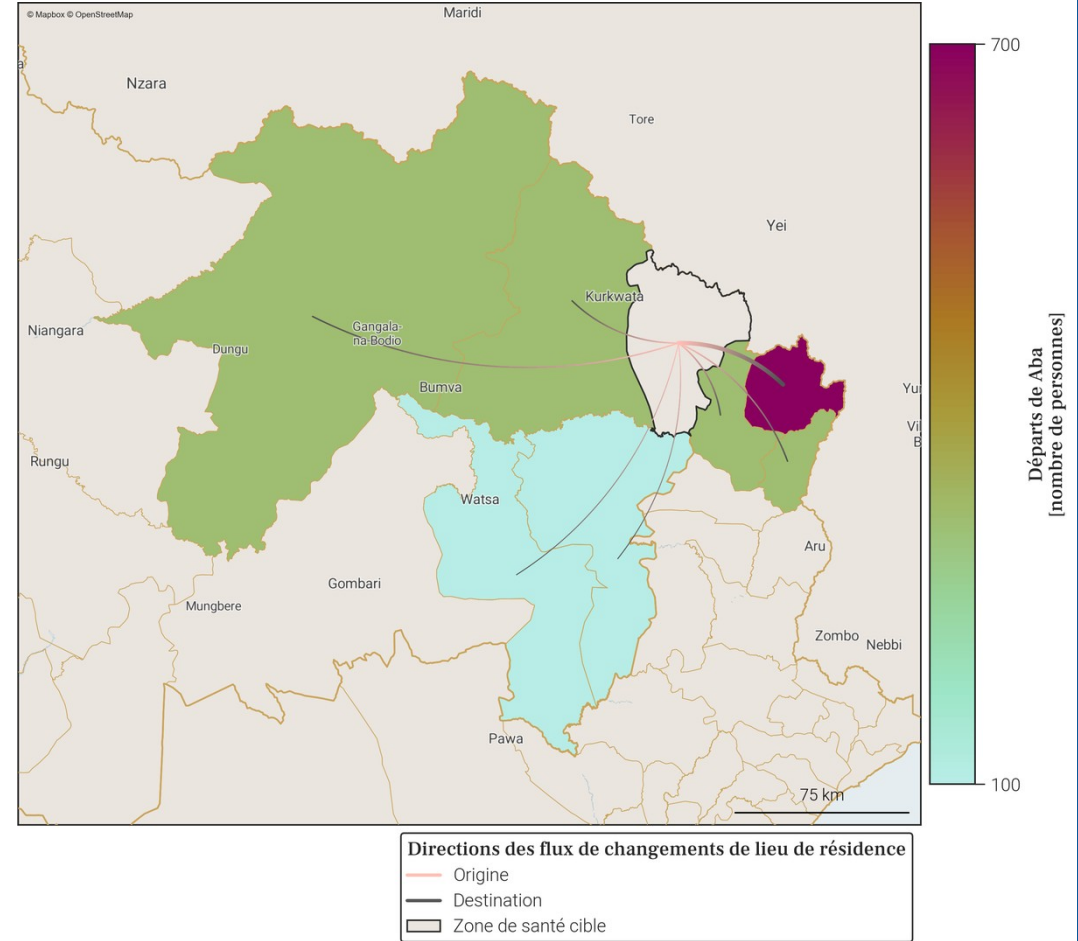 © Mapbox © OpenStreetMap
Maridi
a
Nzara
Tore
Yei
Kurkwata
Gangala-
na-Bodio
Niangara
Dungu
Bumva
Yu
Vil
B
Rungu
Watsa
Aru
Gombari
Mungbere
Zombo
Nebbi
Pawa
75 km
700
100
Départs de Aba
[nombre de personnes]
Directions des flux de changements de lieu de résidence
Origine
Destination
Zone de santé cible